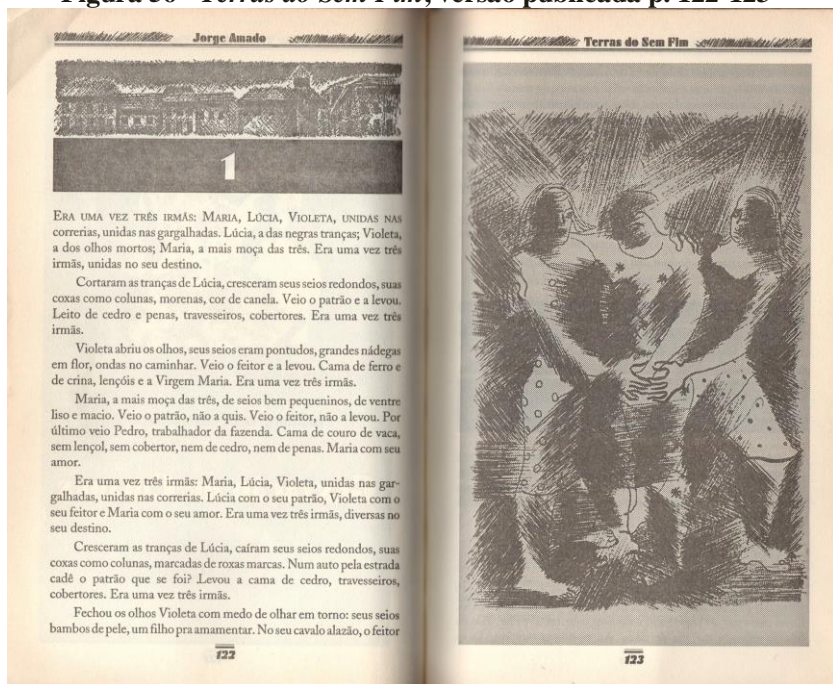 Figura 56 - Terras do Sem Fim, versão publicada p. 122-123
Jorge Amado
1
ERA UMA VEZ TRÊS IRMÃS: MARIA, LÚCIA, VIOLETA, UNIDAS NAS
correrias, unidas nas gargalhadas. Lúcia, a das negras tranças; Violeta,
a dos olhos mortos; Maria, a mais moça das três. Era uma vez três
irmãs, unidas no seu destino.
Cortaram as tranças de Lúcia, cresceram seus seios redondos, suas
coxas como colunas, morenas, cor de canela. Veio o patrão e a levou.
Leito de cedro e penas, travesseiros, cobertores. Era uma vez três
irmãs.
Violeta abriu os olhos, seus seios eram pontudos, grandes nádegas
em flor, ondas no caminhar. Veio o feitor e a levou. Cama de ferro e
de crina, lençóis e a Virgem Maria. Era uma vez três irmãs.
Maria, a mais moça das três, de seios bem pequeninos, de ventre
liso e macio. Veio o patrão, não a quis. Veio o feitor, não a levou. Por
último veio Pedro, trabalhador da fazenda. Cama de couro de vaca,
sem lençol, sem cobertor, nem de cedro, nem de penas. Maria com seu
amor.
Era uma vez três irmãs: Maria, Lúcia, Violeta, unidas nas gar-
galhadas, unidas nas correrias. Lúcia com o seu patrão, Violeta com o
seu feitor e Maria com o seu amor. Era uma vez três irmãs, diversas no
seu destino.
Cresceram as tranças de Lúcia, caíram seus seios redondos, suas
coxas como colunas, marcadas de roxas marcas. Num auto pela estrada
cadê o patrão que se foi? Levou a cama de cedro, travesseiros,
cobertores. Era uma vez três irmãs.
Fechou os olhos Violeta com medo de olhar em torno: seus seios
bambos de pele, um filho pra amamentar. No seu cavalo alazão, o feitor
122
Terras do Sem Fim
123